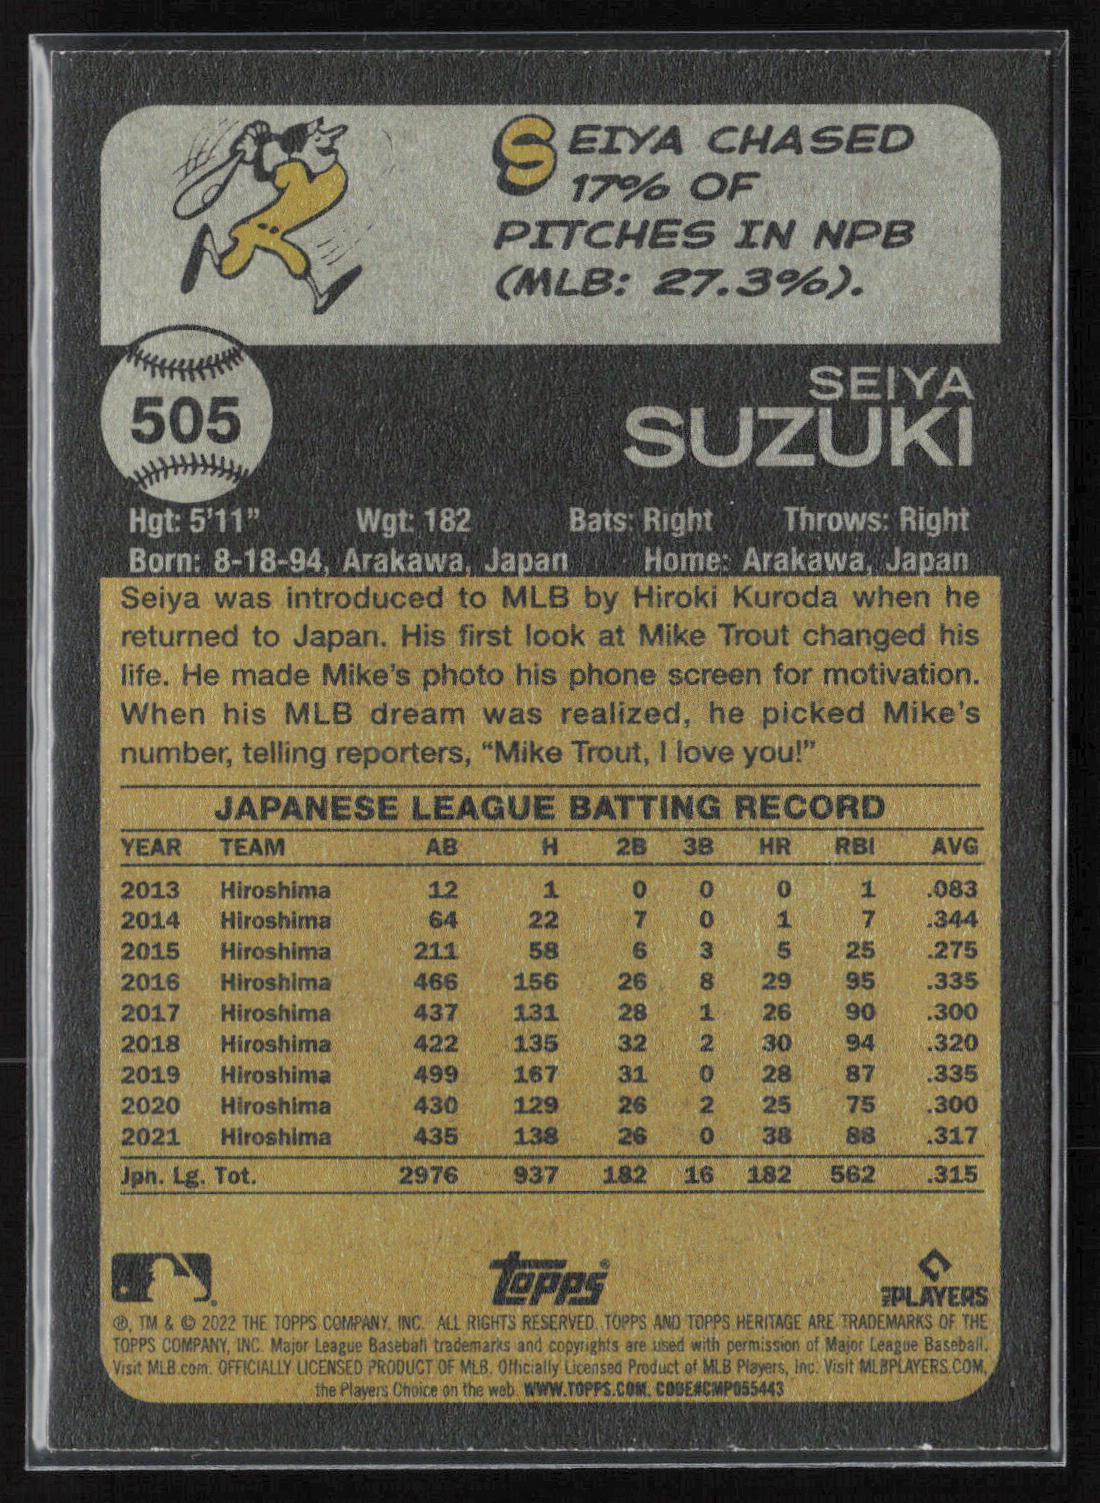 SEIYA CHASED
17% OF
PITCHES IN NPB
(MLB: 27.3%).
505
SEIYA
SUZUKI
Hgt: 5'11" Wgt: 182 Bats: Right Throws: Right
Born: 8-18-94, Arakawa, Japan Home: Arakawa, Japan
Seiya was introduced to MLB by Hiroki Kuroda when he
returned to Japan. His first look at Mike Trout changed his
life. He made Mike's photo his phone screen for motivation.
When his MLB dream was realized, he picked Mike's
number, telling reporters, "Mike Trout, I love you!"
JAPANESE LEAGUE BATTING RECORD
YEAR TEAM AB H 2B 3B HR RBI AVG
2013 Hiroshima 12 1 0 0 0 1 .083
2014 Hiroshima 64 22 7 0 1 7 .344
2015 Hiroshima 211 58 6 3 5 25 .275
2016 Hiroshima 466 156 26 8 29 95 .335
2017 Hiroshima 437 131 28 1 26 90 .300
2018 Hiroshima 422 135 32 2 30 94 .320
2019 Hiroshima 499 167 31 0 28 87 .335
2020 Hiroshima 430 129 26 2 25 75 .300
2021 Hiroshima 435 138 26 0 38 88 .317
Jpn. Lg. Tot. 2976 937 182 16 182 562 .315
topps® MLB PLAYERS
®, TM & © 2022 THE TOPPS COMPANY, INC. ALL RIGHTS RESERVED. TOPPS AND TOPPS HERITAGE ARE TRADEMARKS OF THE
TOPPS COMPANY, INC. Major League Baseball trademarks and copyrights are used with permission of Major League Baseball.
Visit MLB.com. OFFICIALLY LICENSED PRODUCT OF MLB. Officially Licensed Product of MLB Players, Inc. Visit MLBPLAYERS.COM,
the Players Choice on the web. WWW.TOPPS.COM. CODE#CMP055443